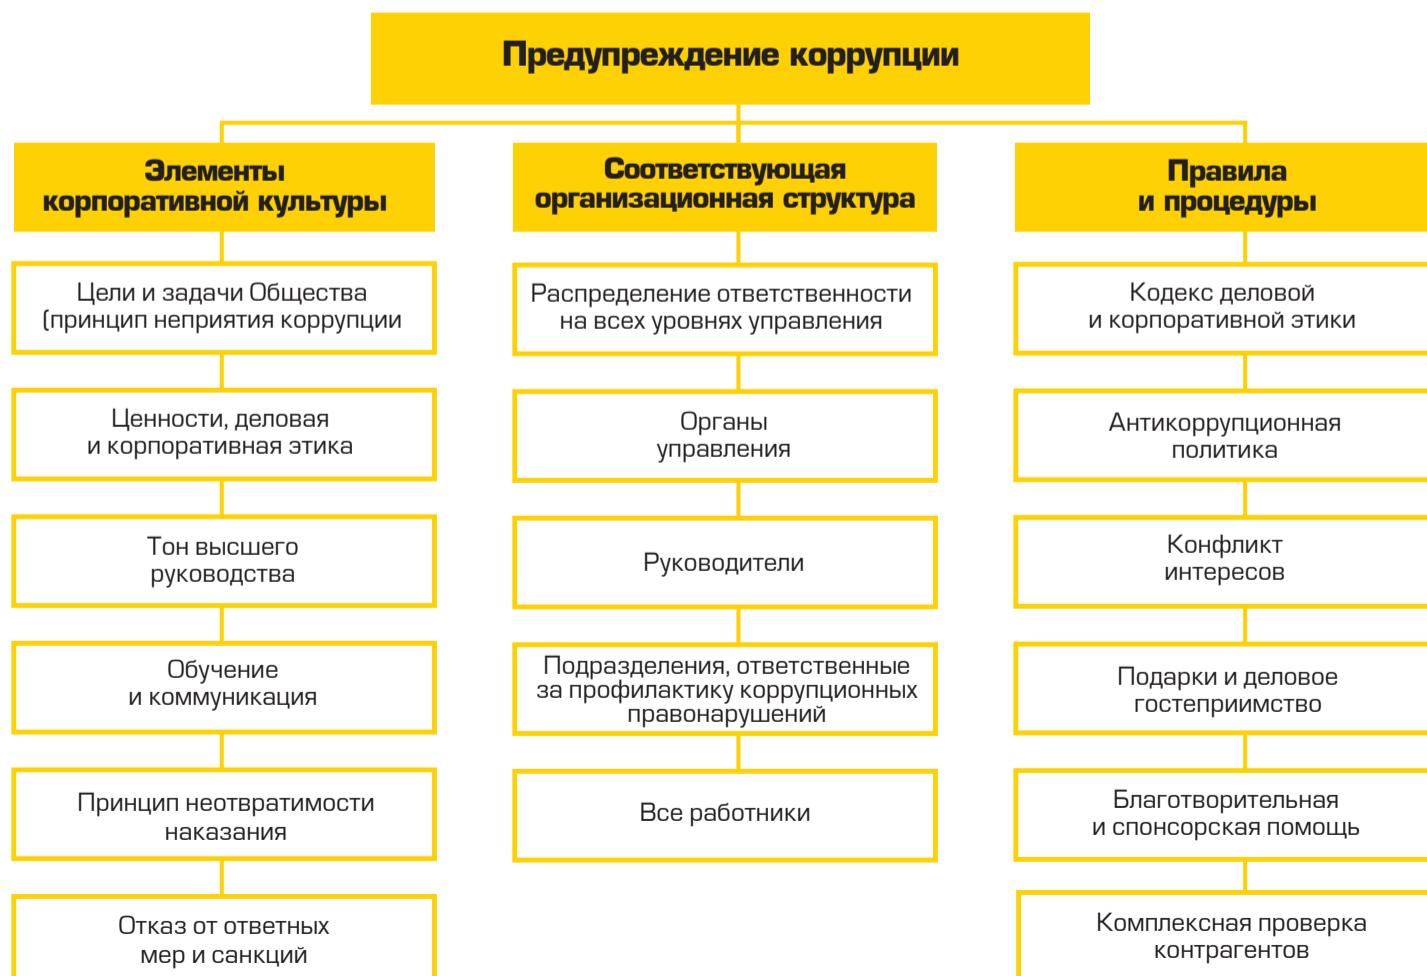 Предупреждение коррупции
Элементы
корпоративной культуры
Цели и задачи Общества
(принцип неприятия коррупции
Ценности, деловая
и корпоративная этика
Тон высшего
руководства
Обучение
и коммуникация
Принцип неотвратимости
наказания
Отказ от ответных
мер и санкций
Соответствующая
организационная структура
Распределение ответственности
на всех уровнях управления
Органы
управления
Руководители
Подразделения, ответственные
за профилактику коррупционных
правонарушений
Все работники
Правила
и процедуры
Кодекс деловой
и корпоративной этики
Антикоррупционная
политика
Конфликт
интересов
Подарки и деловое
гостеприимство
Благотворительная
и спонсорская помощь
Комплексная проверка
контрагентов